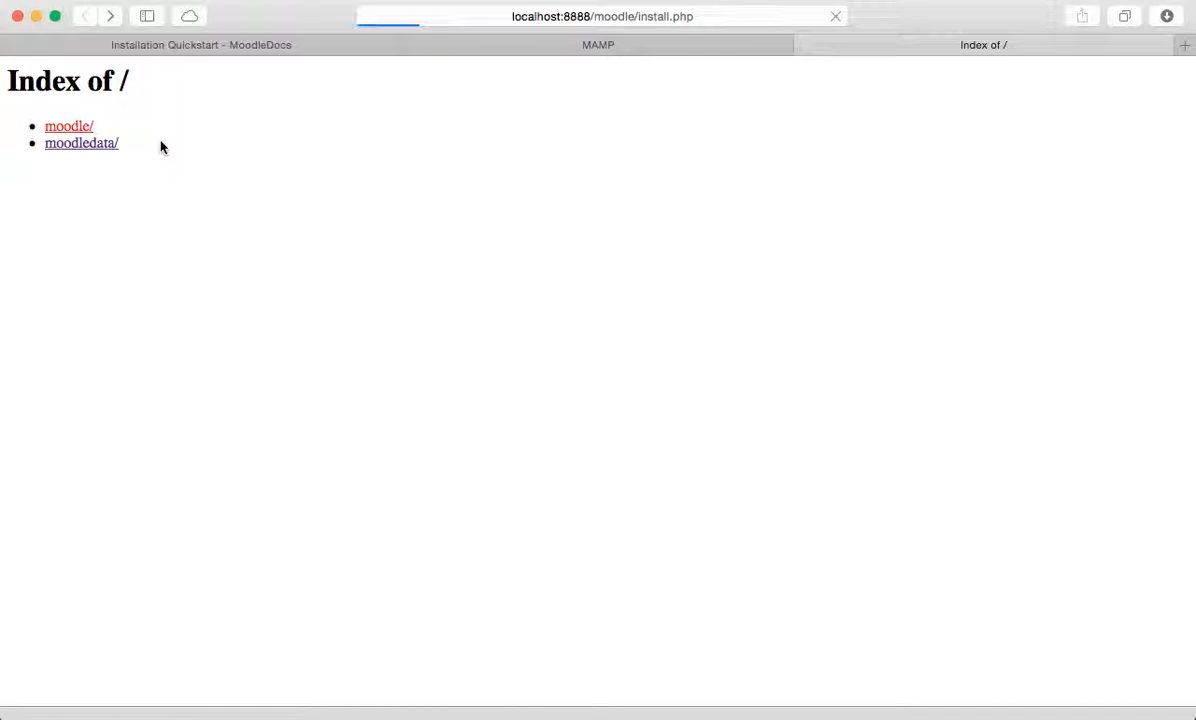 localhost:8888/moodle/install.php
Installation Quickstart – MoodleDocs
MAMP
Index of /
Index of /
moodle/
moodledata/